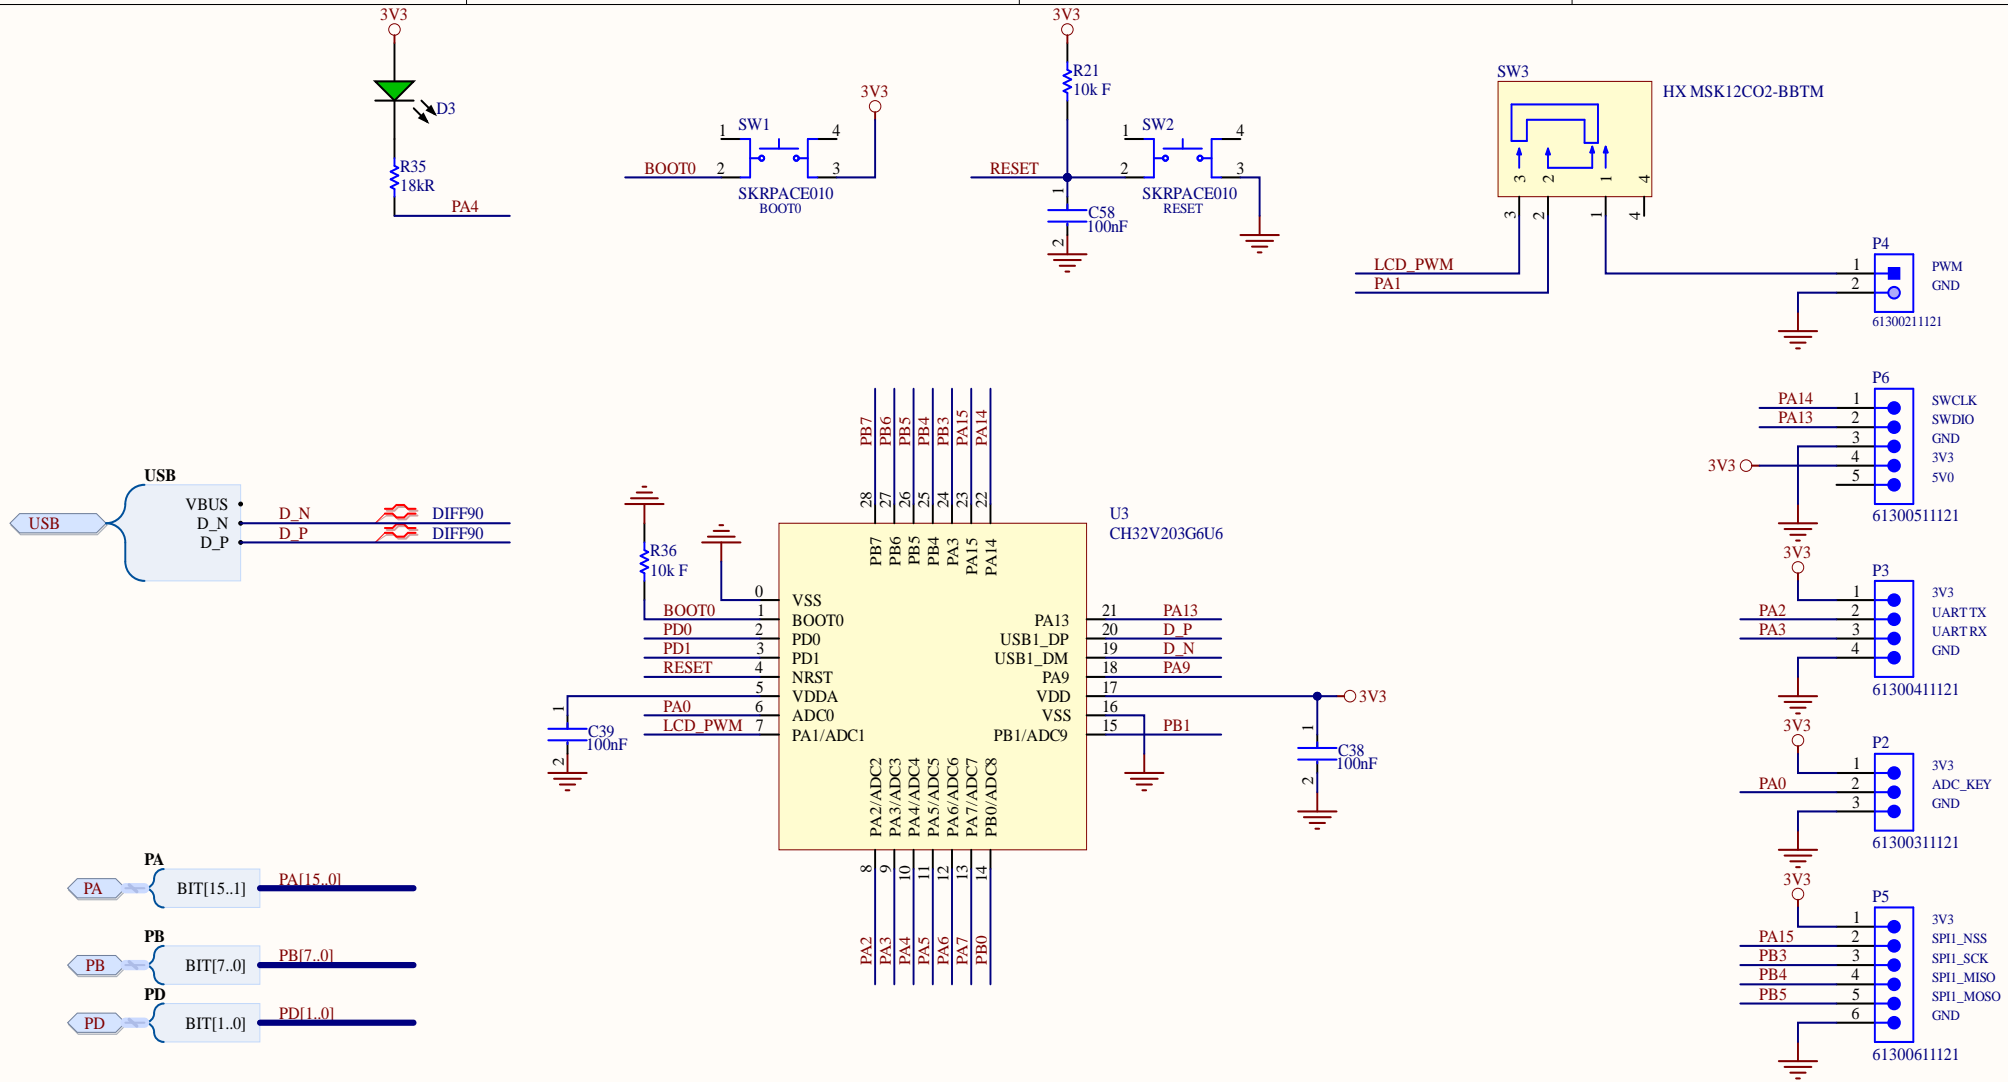 3V3
D3
R35
18kR
PA4
3V3
SW1
1
4
BOOT0
2
3
SKRPACE010
BOOT0
3V3
R21
10k F
SW2
1
4
RESET
2
3
SKRPACE010
RESET
1
C58
100nF
2
SW3
HX MSK12CO2-BBTM
3
2
1
4
3
2
1
4
LCD_PWM
PA1
P4
1
PWM
2
GND
61300211121
P6
PA14
1
SWCLK
PA13
2
SWDIO
3
GND
3V3
4
3V3
5
5V0
61300511121
USB
USB
VBUS
D_N
D_N
DIFF90
D_P
D_P
DIFF90
PB7
PB6
PB5
PB4
PB3
PA15
PA14
28
27
26
25
24
23
22
U3
CH32V203G6U6
PB7
PB6
PB5
PB4
PA3
PA15
PA14
R36
10k F
0
VSS
BOOT0
1
BOOT0
PD0
2
PD0
PD1
3
PD1
RESET
4
NRST
5
VDDA
PA0
6
ADC0
LCD_PWM
7
PA1/ADC1
PA13
21
PA13
USB1_DP
20
D_P
USB1_DM
19
D_N
PA9
18
PA9
VDD
17
3V3
VSS
16
PB1/ADC9
15
PB1
1
C39
100nF
2
1
C38
100nF
2
PA2/ADC2
PA3/ADC3
PA4/ADC4
PA5/ADC5
PA6/ADC6
PA7/ADC7
PB0/ADC8
8
9
10
11
12
13
14
PA2
PA3
PA4
PA5
PA6
PA7
PB0
3V3
P3
1
3V3
PA2
2
UART TX
PA3
3
UART RX
4
GND
61300411121
3V3
P2
1
3V3
PA0
2
ADC_KEY
3
GND
61300311121
3V3
P5
1
3V3
PA15
2
SPI1_NSS
PB3
3
SPI1_SCK
PB4
4
SPI1_MISO
PB5
5
SPI1_MOSO
6
GND
61300611121
PA
PA
BIT[15..1]
PA[15..0]
PB
PB
BIT[7..0]
PB[7..0]
PD
PD
BIT[1..0]
PD[1..0]